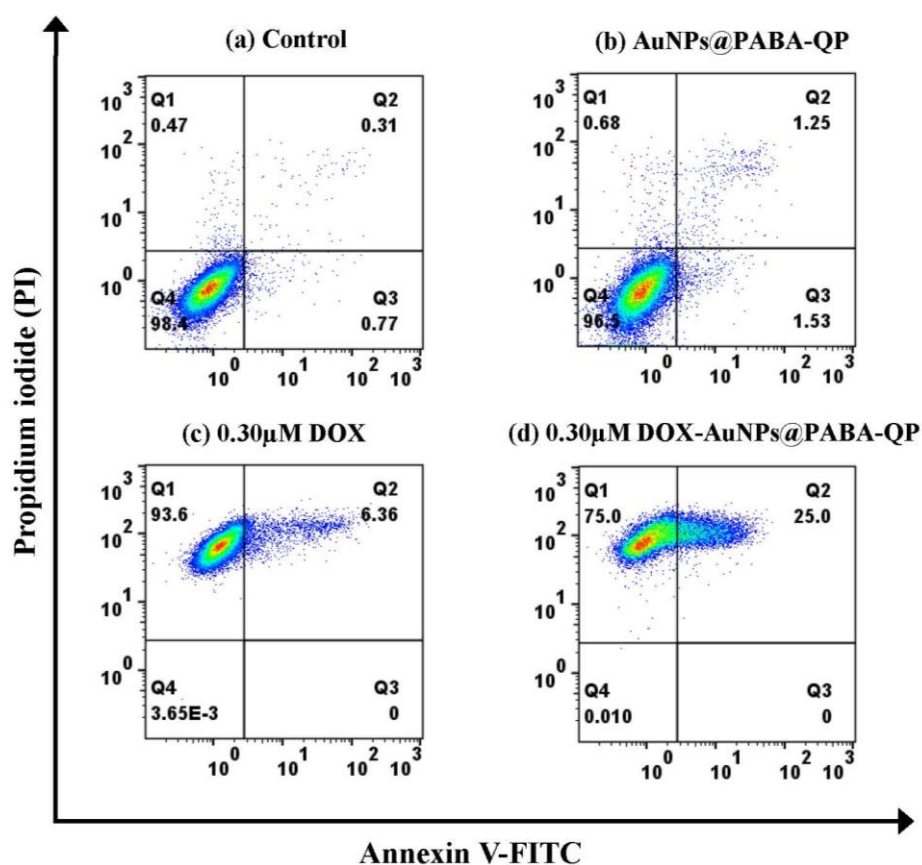 (a) Control
10³
10²
10¹
10⁰
Q1
0.47
Q2
0.31
Q4
98.4
Q3
0.77
10⁰ 10¹ 10² 10³
(b) AuNPs@PABA-QP
10³
10²
10¹
10⁰
Q1
0.68
Q2
1.25
Q4
96.5
Q3
1.53
10⁰ 10¹ 10² 10³
(c) 0.30µM DOX
10³
10²
10¹
10⁰
Q1
93.6
Q2
6.36
Q4
3.65E-3
Q3
0
10⁰ 10¹ 10² 10³
(d) 0.30µM DOX-AuNPs@PABA-QP
10³
10²
10¹
10⁰
Q1
75.0
Q2
25.0
Q4
0.010
Q3
0
10⁰ 10¹ 10² 10³
Propidium iodide (PI)
Annexin V-FITC